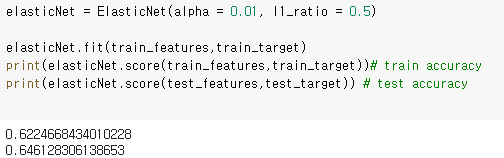 elasticNet = ElasticNet(alpha = 0.01, l1_ratio = 0.5)
elasticNet.fit(train_features,train_target)
print(elasticNet.score(train_features,train_target))# train accuracy
print(elasticNet.score(test_features,test_target)) # test accuracy
0.6224668434010228
0.646128306138653